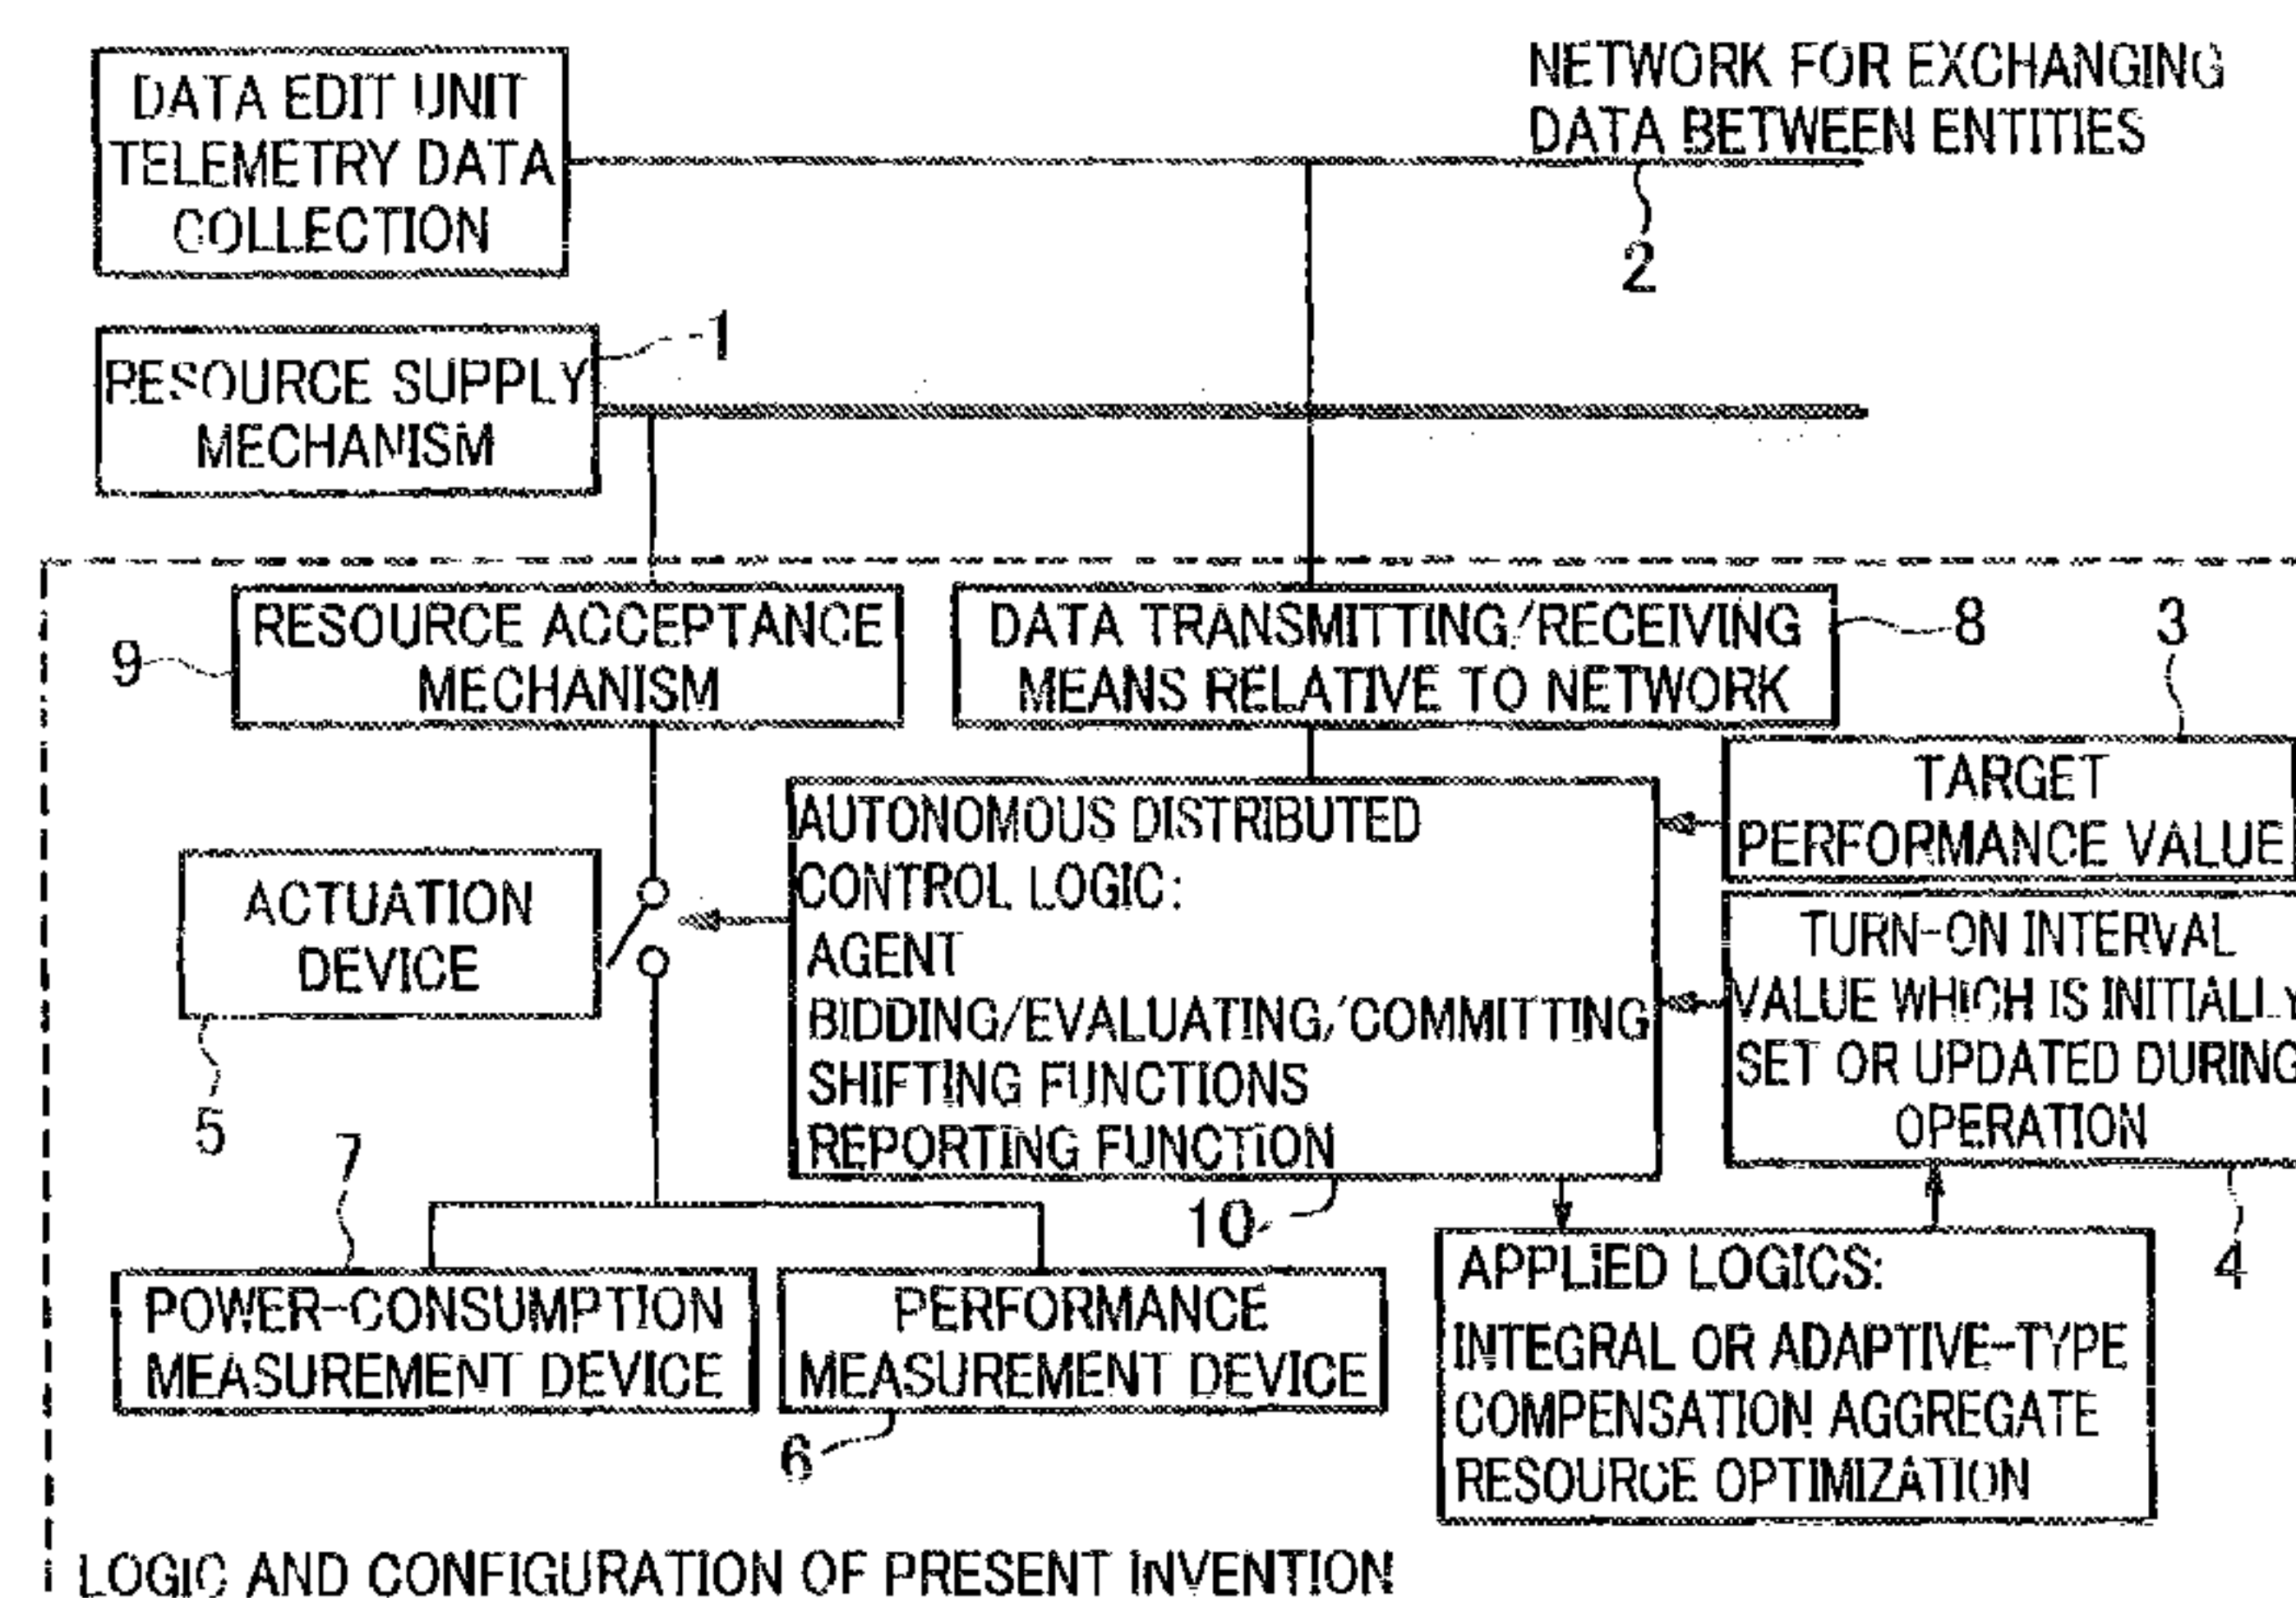 DATA EDIT UNIT
TELEMETRY DATA
COLLECTION
NETWORK FOR EXCHANGING
DATA BETWEEN ENTITIES
2
RESOURCE SUPPLY
MECHANISM
1
RESOURCE ACCEPTANCE
MECHANISM
9
DATA TRANSMITTING/RECEIVING
MEANS RELATIVE TO NETWORK
8
3
TARGET
PERFORMANCE VALUE
ACTUATION
DEVICE
5
AUTONOMOUS DISTRIBUTED
CONTROL LOGIC:
AGENT
BIDDING/EVALUATING/COMMITTING
SHIFTING FUNCTIONS
REPORTING FUNCTION
10
TURN-ON INTERVAL
VALUE WHICH IS INITIALLY
SET OR UPDATED DURING
OPERATION
4
7
POWER-CONSUMPTION
MEASUREMENT DEVICE
PERFORMANCE
MEASUREMENT DEVICE
6
APPLIED LOGICS:
INTEGRAL OR ADAPTIVE-TYPE
COMPENSATION AGGREGATE
RESOURCE OPTIMIZATION
LOGIC AND CONFIGURATION OF PRESENT INVENTION